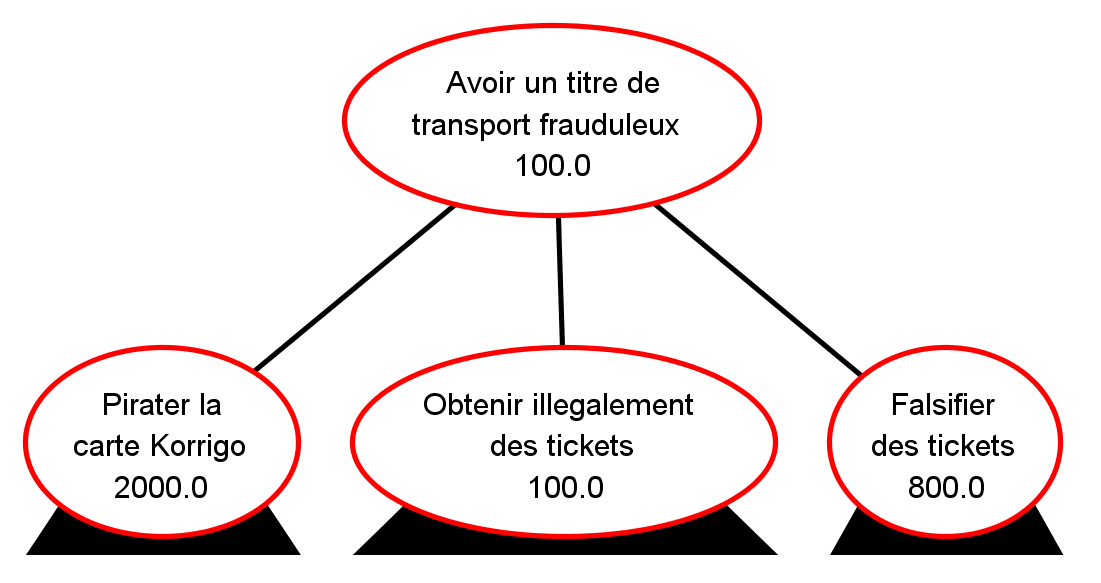 Avoir un titre de
transport frauduleux
100.0
Pirater la
carte Korrigo
2000.0
Obtenir illegalement
des tickets
100.0
Falsifier
des tickets
800.0